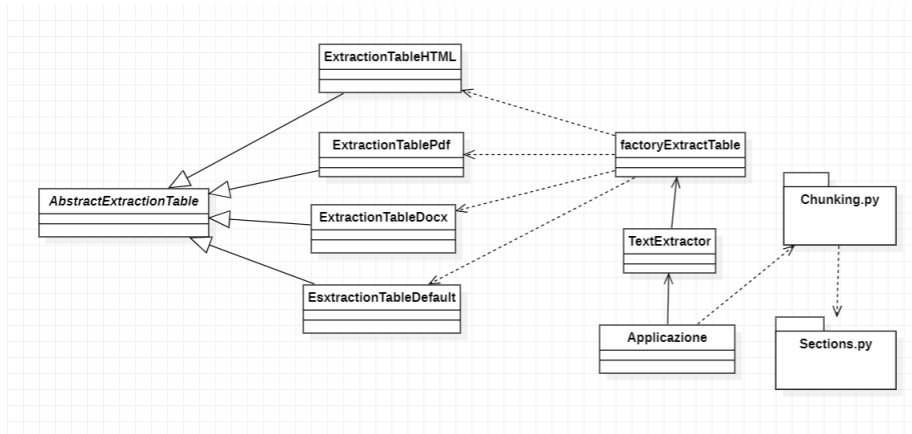 ExtractionTableHTML
ExtractionTablePdf
factoryExtractTable
Chunking.py
AbstractExtractionTable
ExtractionTableDocx
TextExtractor
EsxtractionTableDefault
Applicazione
Sections.py